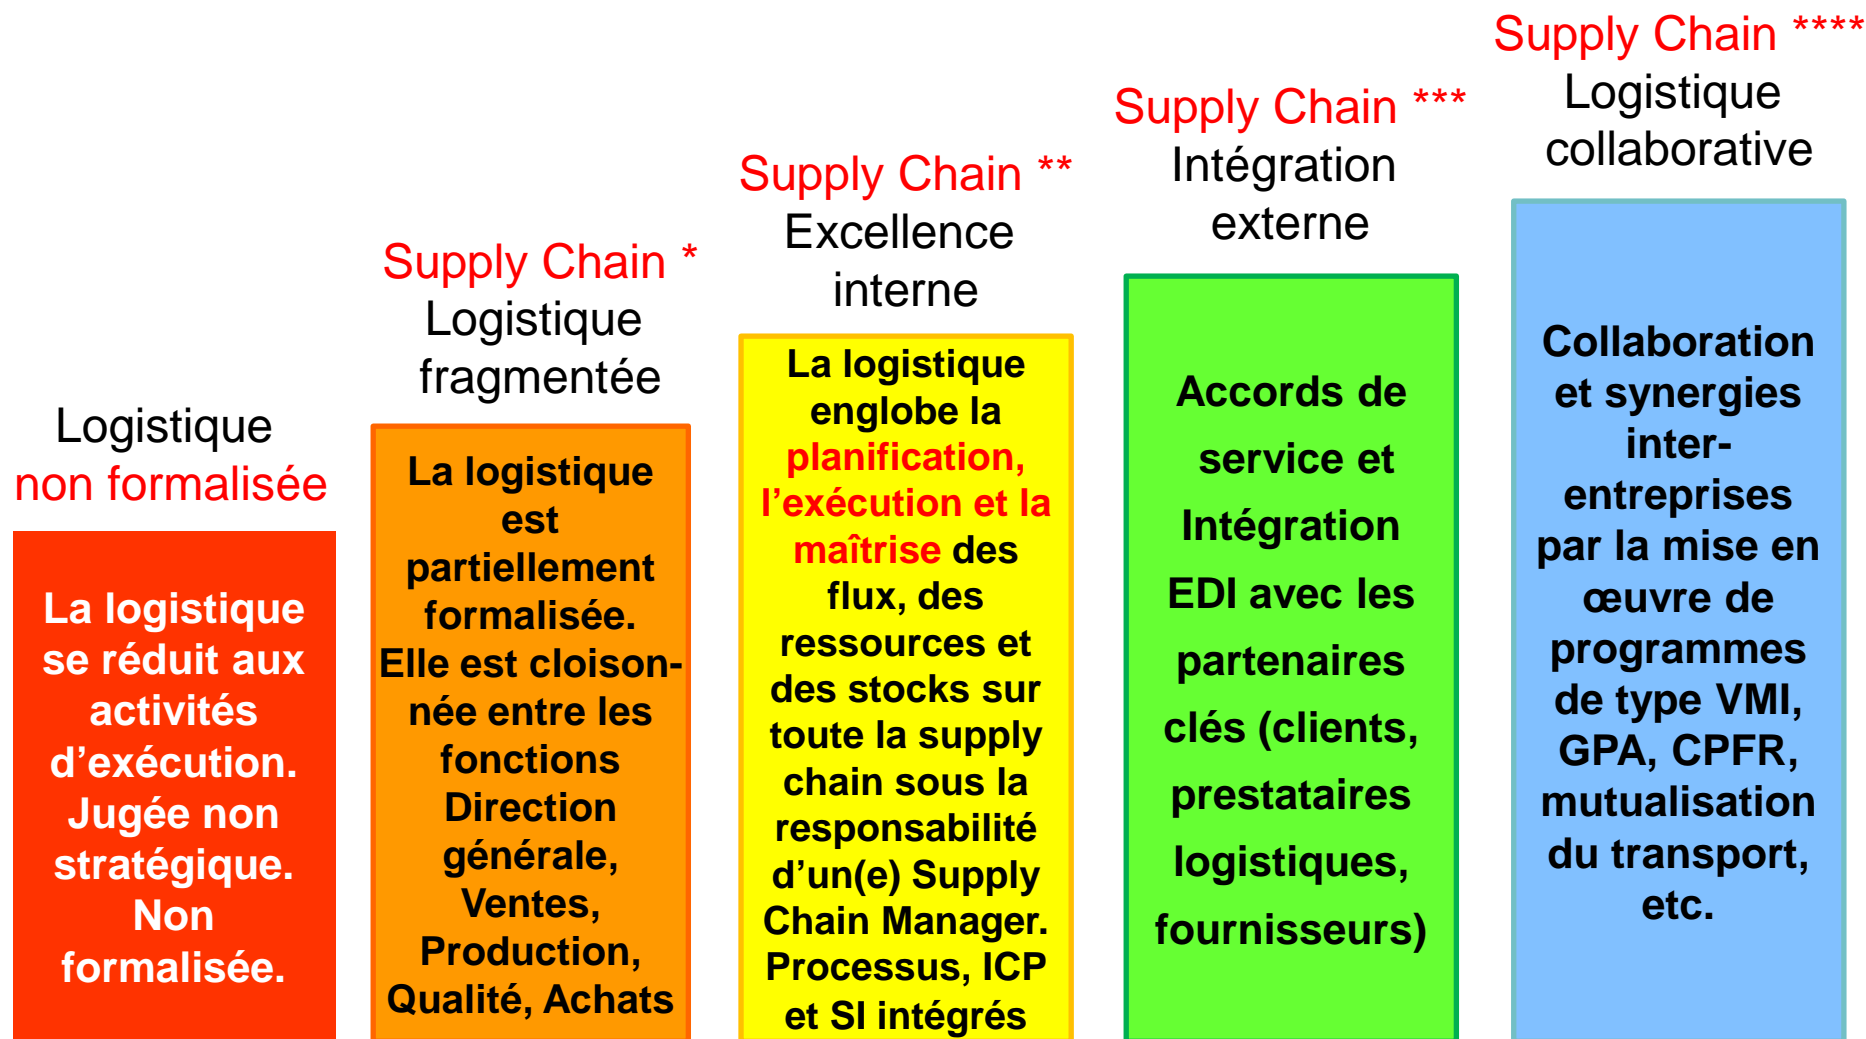 Logistique
non formalisée
La logistique
se réduit aux
activités
d’exécution.
Jugée non
stratégique.
Non
formalisée.
Supply Chain *
Logistique
fragmentée
La logistique
est
partiellement
formalisée.
Elle est cloison-
née entre les
fonctions
Direction
générale,
Ventes,
Production,
Qualité, Achats
Supply Chain **
Excellence
interne
La logistique
englobe la
planification,
l’exécution et la
maîtrise des
flux, des
ressources et
des stocks sur
toute la supply
chain sous la
responsabilité
d’un(e) Supply
Chain Manager.
Processus, ICP
et SI intégrés
Supply Chain ***
Intégration
externe
Accords de
service et
Intégration
EDI avec les
partenaires
clés (clients,
prestataires
logistiques,
fournisseurs)
Supply Chain ****
Logistique
collaborative
Collaboration
et synergies
inter-
entreprises
par la mise en
œuvre de
programmes
de type VMI,
GPA, CPFR,
mutualisation
du transport,
etc.